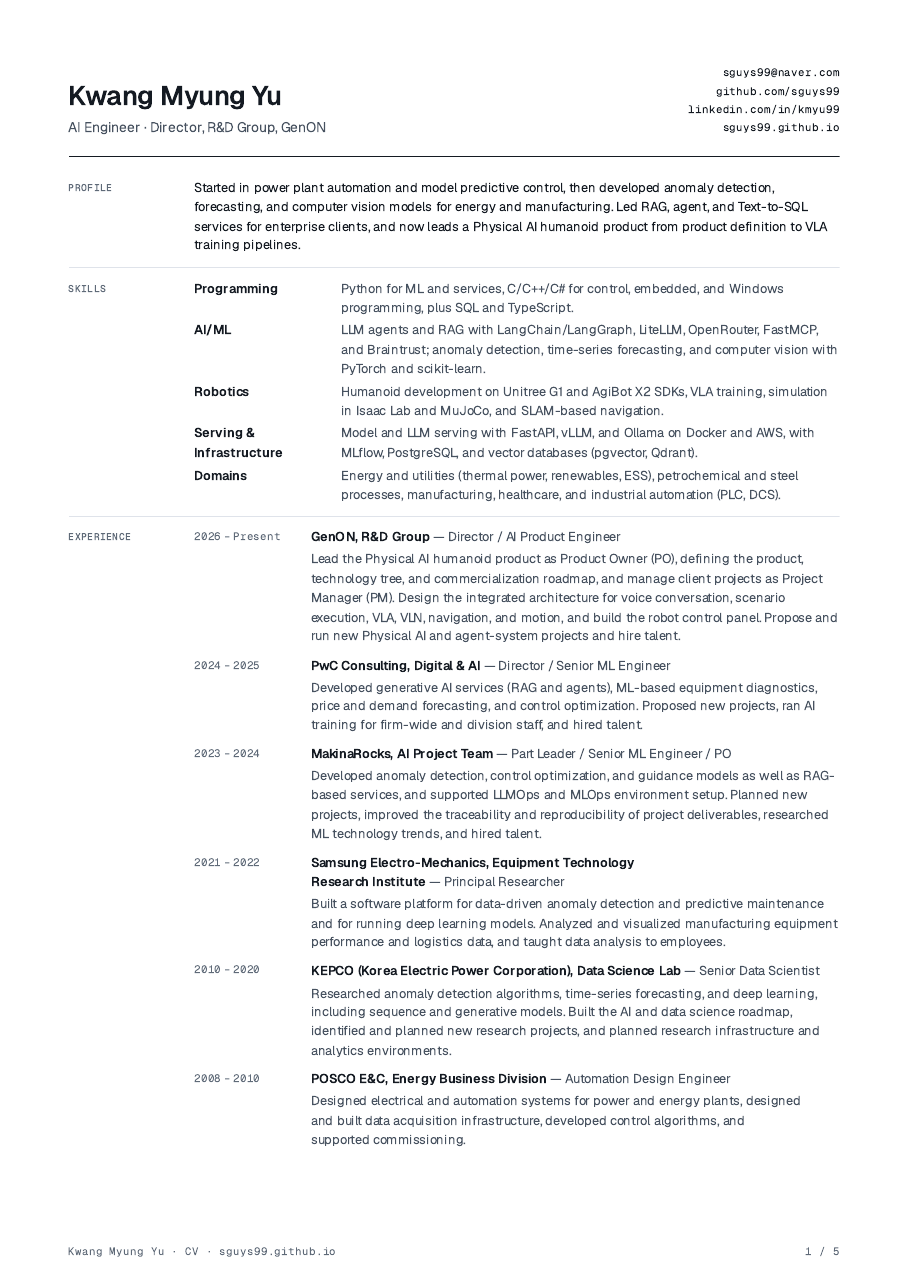 Kwang Myung Yu
AI Engineer · Director, R&D Group, GenON
sguys99@naver.com
github.com/sguys99
linkedin.com/in/kmyu99
sguys99.github.io
PROFILE
Started in power plant automation and model predictive control, then developed anomaly detection,
forecasting, and computer vision models for energy and manufacturing. Led RAG, agent, and Text-to-SQL
services for enterprise clients, and now leads a Physical AI humanoid product from product definition to VLA
training pipelines.
SKILLS
Programming
Python for ML and services, C/C++/C# for control, embedded, and Windows
programming, plus SQL and TypeScript.
AI/ML
LLM agents and RAG with LangChain/LangGraph, LiteLLM, OpenRouter, FastMCP,
and Braintrust; anomaly detection, time-series forecasting, and computer vision with
PyTorch and scikit-learn.
Robotics
Humanoid development on Unitree G1 and AgiBot X2 SDKs, VLA training, simulation
in Isaac Lab and MuJoCo, and SLAM-based navigation.
Serving &
Infrastructure
Model and LLM serving with FastAPI, vLLM, and Ollama on Docker and AWS, with
MLflow, PostgreSQL, and vector databases (pgvector, Qdrant).
Domains
Energy and utilities (thermal power, renewables, ESS), petrochemical and steel
processes, manufacturing, healthcare, and industrial automation (PLC, DCS).
EXPERIENCE
2026 – Present
GenON, R&D Group — Director / AI Product Engineer
Lead the Physical AI humanoid product as Product Owner (PO), defining the product,
technology tree, and commercialization roadmap, and manage client projects as Project
Manager (PM). Design the integrated architecture for voice conversation, scenario
execution, VLA, VLN, navigation, and motion, and build the robot control panel. Propose and
run new Physical AI and agent-system projects and hire talent.
2024 – 2025
PwC Consulting, Digital & AI — Director / Senior ML Engineer
Developed generative AI services (RAG and agents), ML-based equipment diagnostics,
price and demand forecasting, and control optimization. Proposed new projects, ran AI
training for firm-wide and division staff, and hired talent.
2023 – 2024
MakinaRocks, AI Project Team — Part Leader / Senior ML Engineer / PO
Developed anomaly detection, control optimization, and guidance models as well as RAG-
based services, and supported LLMOps and MLOps environment setup. Planned new
projects, improved the traceability and reproducibility of project deliverables, researched
ML technology trends, and hired talent.
2021 – 2022
Samsung Electro-Mechanics, Equipment Technology
Research Institute — Principal Researcher
Built a software platform for data-driven anomaly detection and predictive maintenance
and for running deep learning models. Analyzed and visualized manufacturing equipment
performance and logistics data, and taught data analysis to employees.
2010 – 2020
KEPCO (Korea Electric Power Corporation), Data Science Lab — Senior Data Scientist
Researched anomaly detection algorithms, time-series forecasting, and deep learning,
including sequence and generative models. Built the AI and data science roadmap,
identified and planned new research projects, and planned research infrastructure and
analytics environments.
2008 – 2010
POSCO E&C, Energy Business Division — Automation Design Engineer
Designed electrical and automation systems for power and energy plants, designed
and built data acquisition infrastructure, developed control algorithms, and
supported commissioning.
Kwang Myung Yu · CV · sguys99.github.io
1 / 5